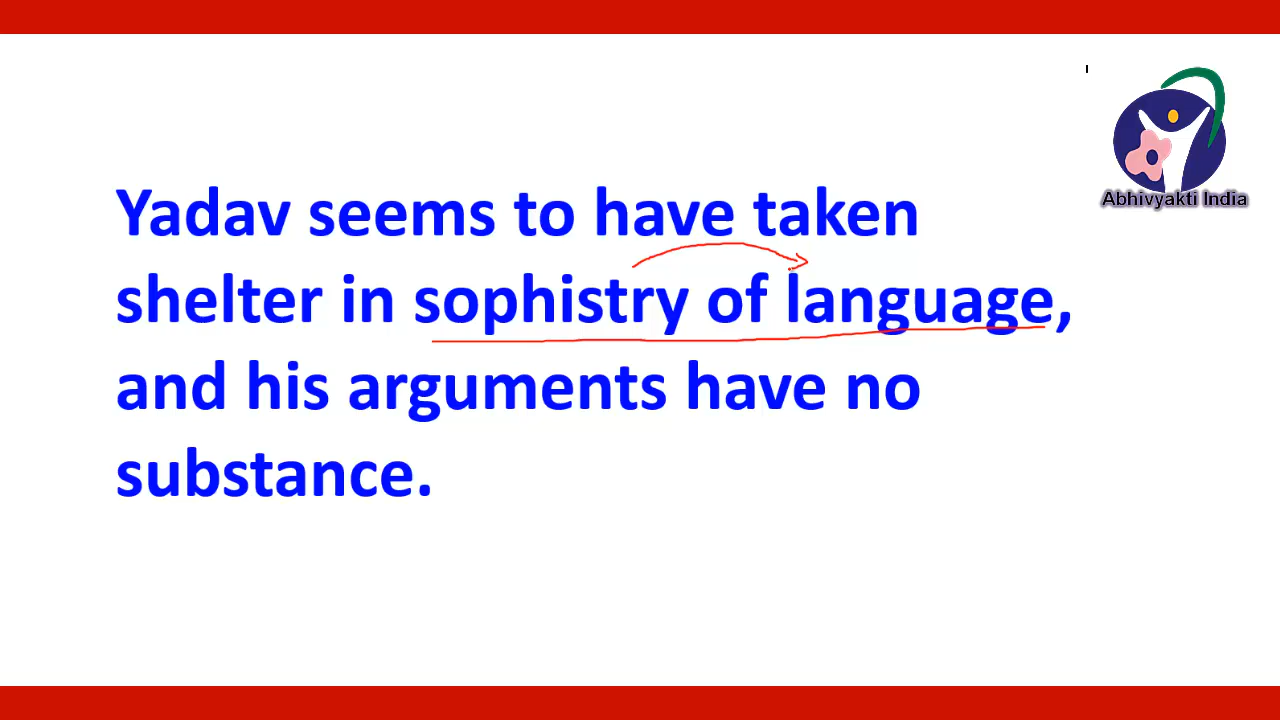 Abhivyakti India
Yadav seems to have taken
shelter in sophistry of language,
and his arguments have no
substance.